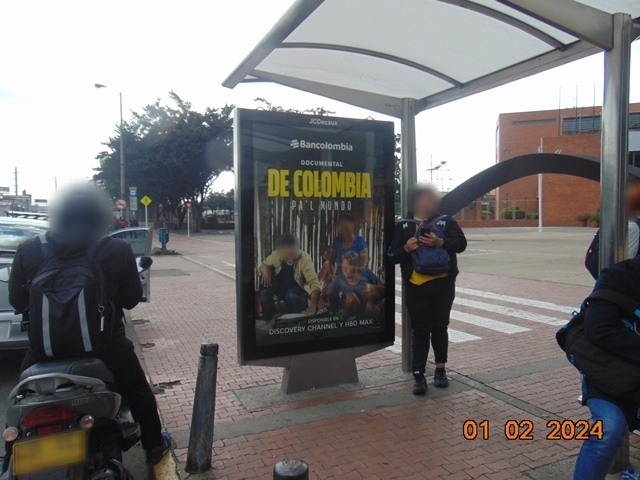 JCDecaux
Bancolombia
DOCUMENTAL
DE COLOMBIA
PA'L MUNDO
DISPONIBLE EN
DISCOVERY CHANNEL Y HBO MAX
01 02 2024